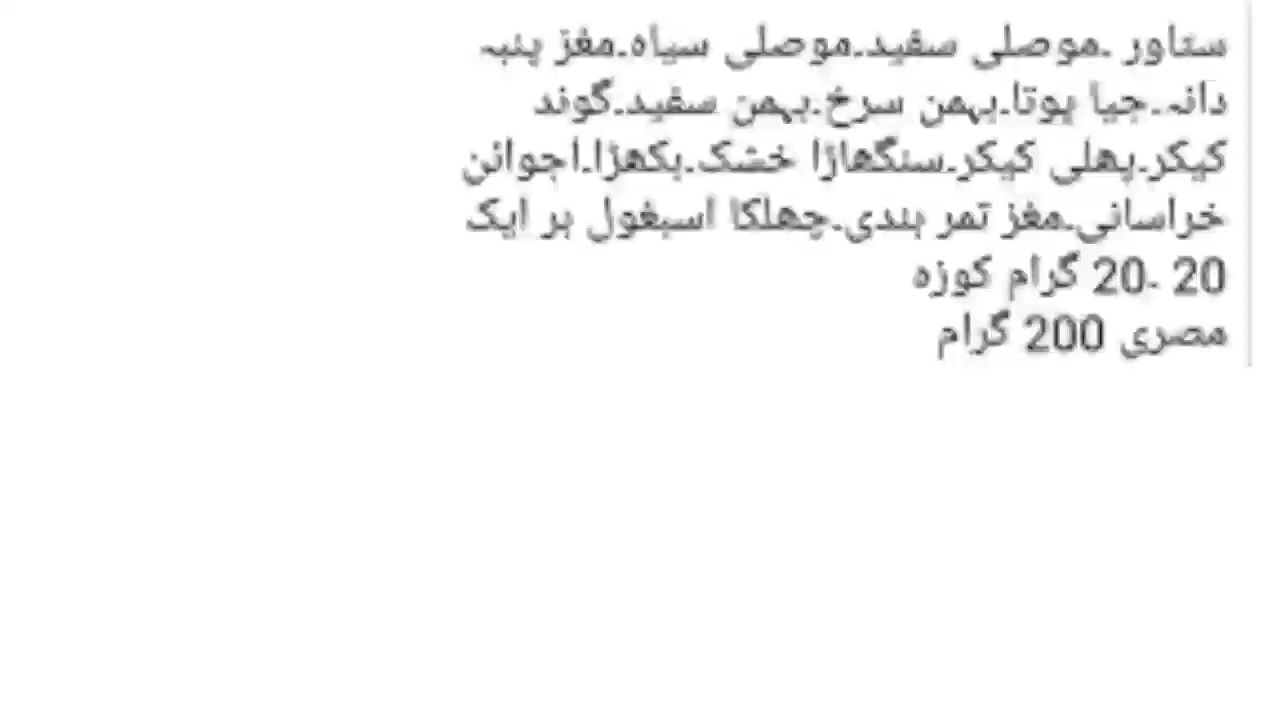 ستاور ۔موصلی سفید۔موصلی سیاہ۔مغز پنبہ
دانہ۔جیا پوتا۔بہمن سرخ۔بہمن سفید۔گوند
کیکر۔پھلی کیکر۔سنگھاڑا خشک۔بکھڑا۔اجوائن
خراسانی۔مغز تمر ہندی۔چھلکا اسبغول ہر ایک
20 ۔20 گرام کوزہ
مصری 200 گرام